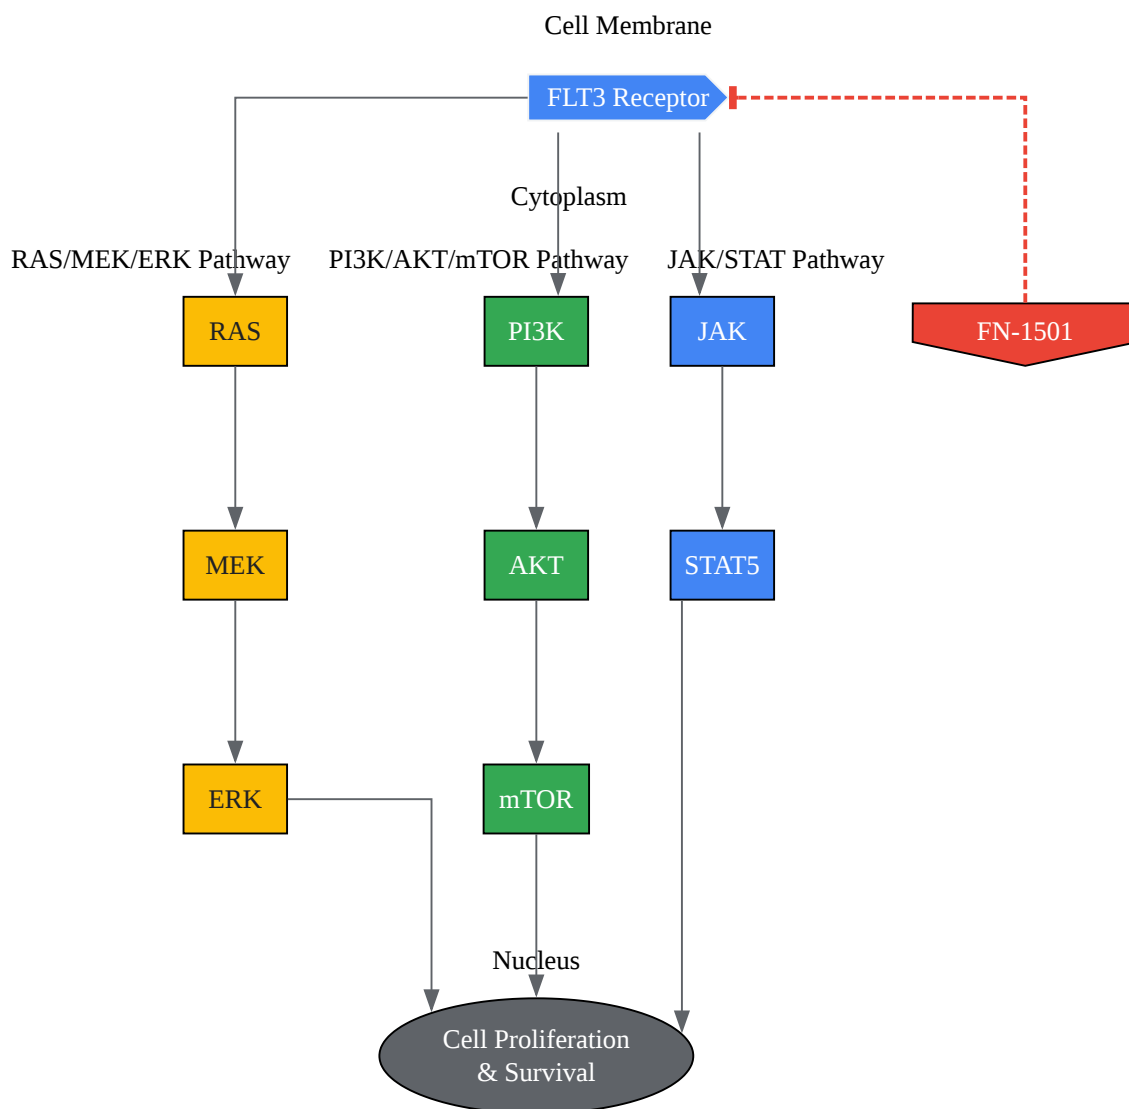 Cell Membrane
FLT3 Receptor
Cytoplasm
RAS/MEK/ERK Pathway
PI3K/AKT/mTOR Pathway
JAK/STAT Pathway
RAS
PI3K
JAK
FN-1501
MEK
AKT
STAT5
ERK
mTOR
Nucleus
Cell Proliferation
& Survival